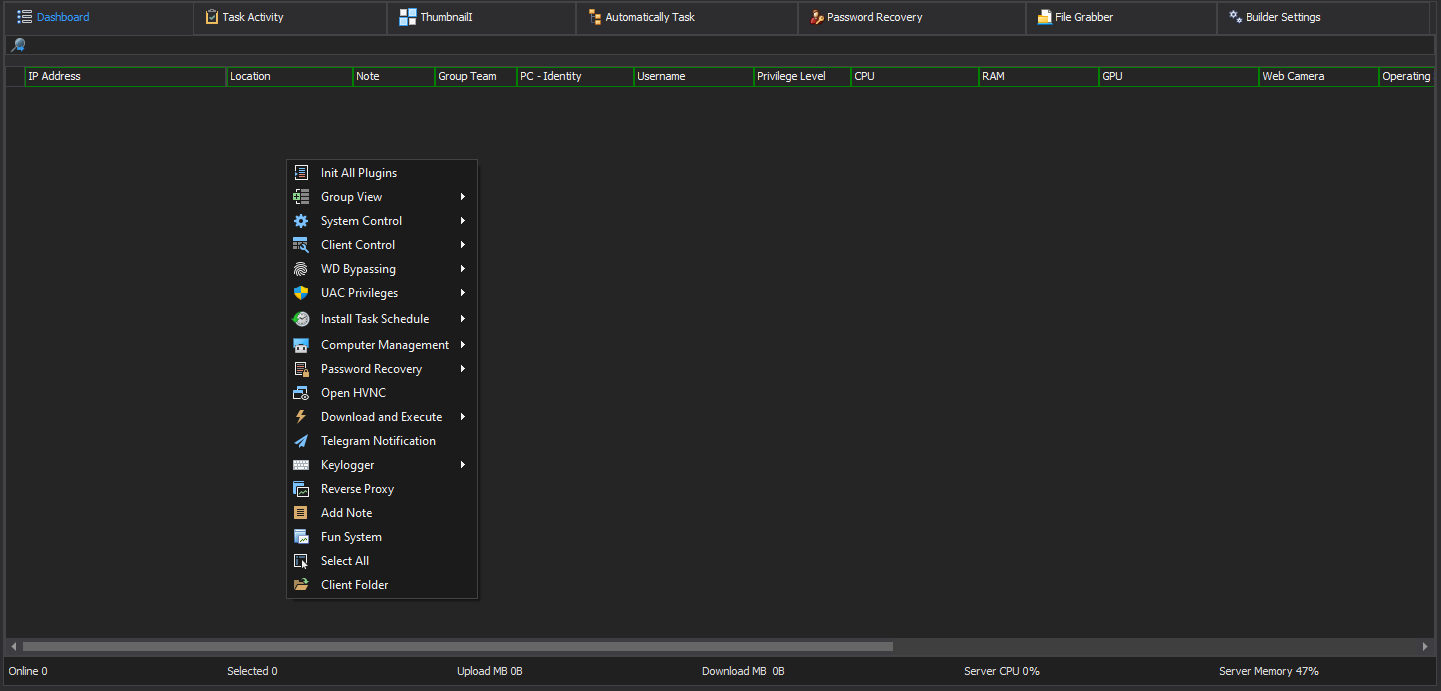 Dashboard
Task Activity
ThumbnailI
Automatically Task
Password Recovery
File Grabber
Builder Settings
IP Address
Location
Note
Group Team
PC - Identity
Username
Privilege Level
CPU
RAM
GPU
Web Camera
Operating
Init All Plugins
Group View
System Control
Client Control
WD Bypassing
UAC Privileges
Install Task Schedule
Computer Management
Password Recovery
Open HVNC
Download and Execute
Telegram Notification
Keylogger
Reverse Proxy
Add Note
Fun System
Select All
Client Folder
Online 0
Selected 0
Upload MB 0B
Download MB  0B
Server CPU 0%
Server Memory 47%